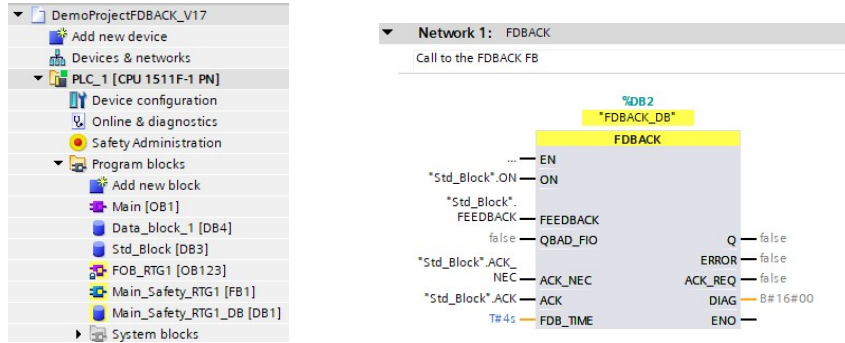 DemoProjectFDBACK_V17
Add new device
Devices & networks
PLC_1 [CPU 1511F-1 PN]
Device configuration
Online & diagnostics
Safety Administration
Program blocks
Add new block
Main [OB1]
Data_block_1 [DB4]
Std_Block [DB3]
FOB_RTG1 [OB123]
Main_Safety_RTG1 [FB1]
Main_Safety_RTG1_DB [DB1]
System blocks
Network 1: FDBACK
Call to the FDBACK FB
%DB2
"FDBACK_DB"
FDBACK
... EN
"Std_Block".ON ON
"Std_Block".
FEEDBACK FEEDBACK
false QBAD_FIO Q false
ERROR false
"Std_Block".ACK_
NEC ACK_NEC ACK_REQ false
"Std_Block".ACK ACK DIAG B#16#00
T#4s FDB_TIME ENO